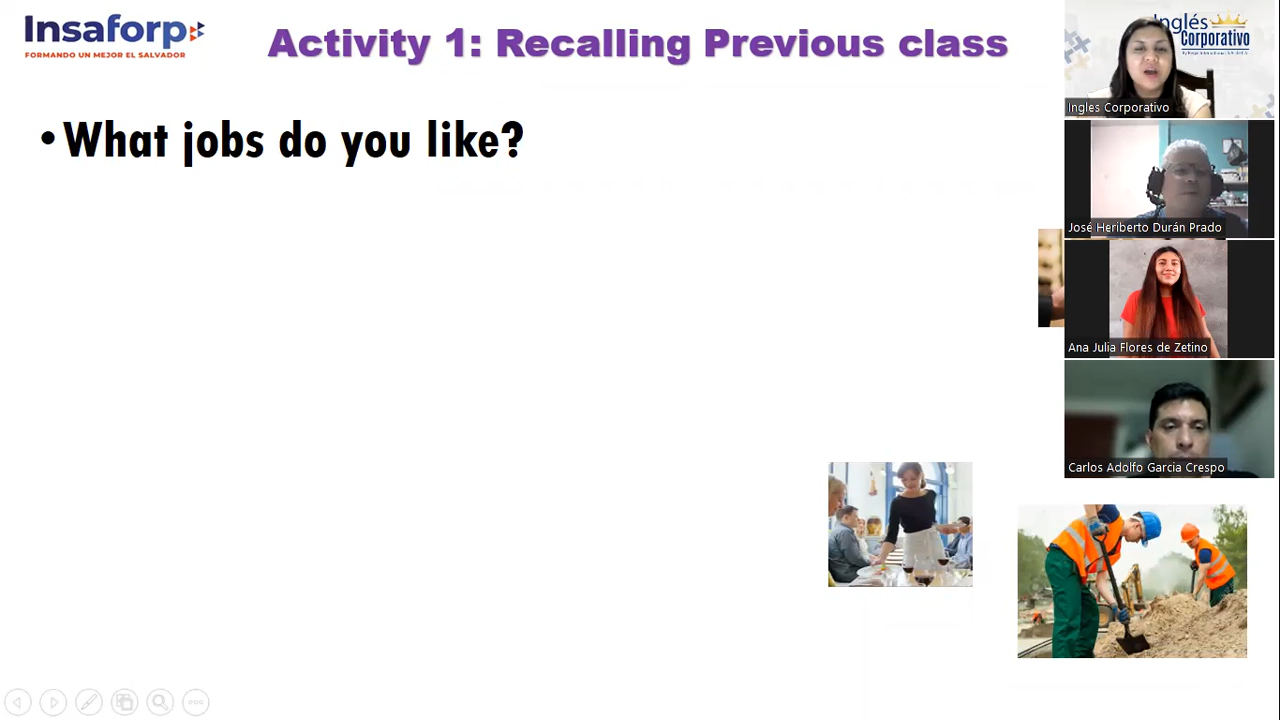 Insaforp
FORMANDO UN MEJOR EL SALVADOR
Activity 1: Recalling Previous class
• What jobs do you like?
Inglés
Corporativo
Ingles Corporativo
José Heriberto Durán Prado
Ana Julia Flores de Zetino
Carlos Adolfo Garcia Crespo